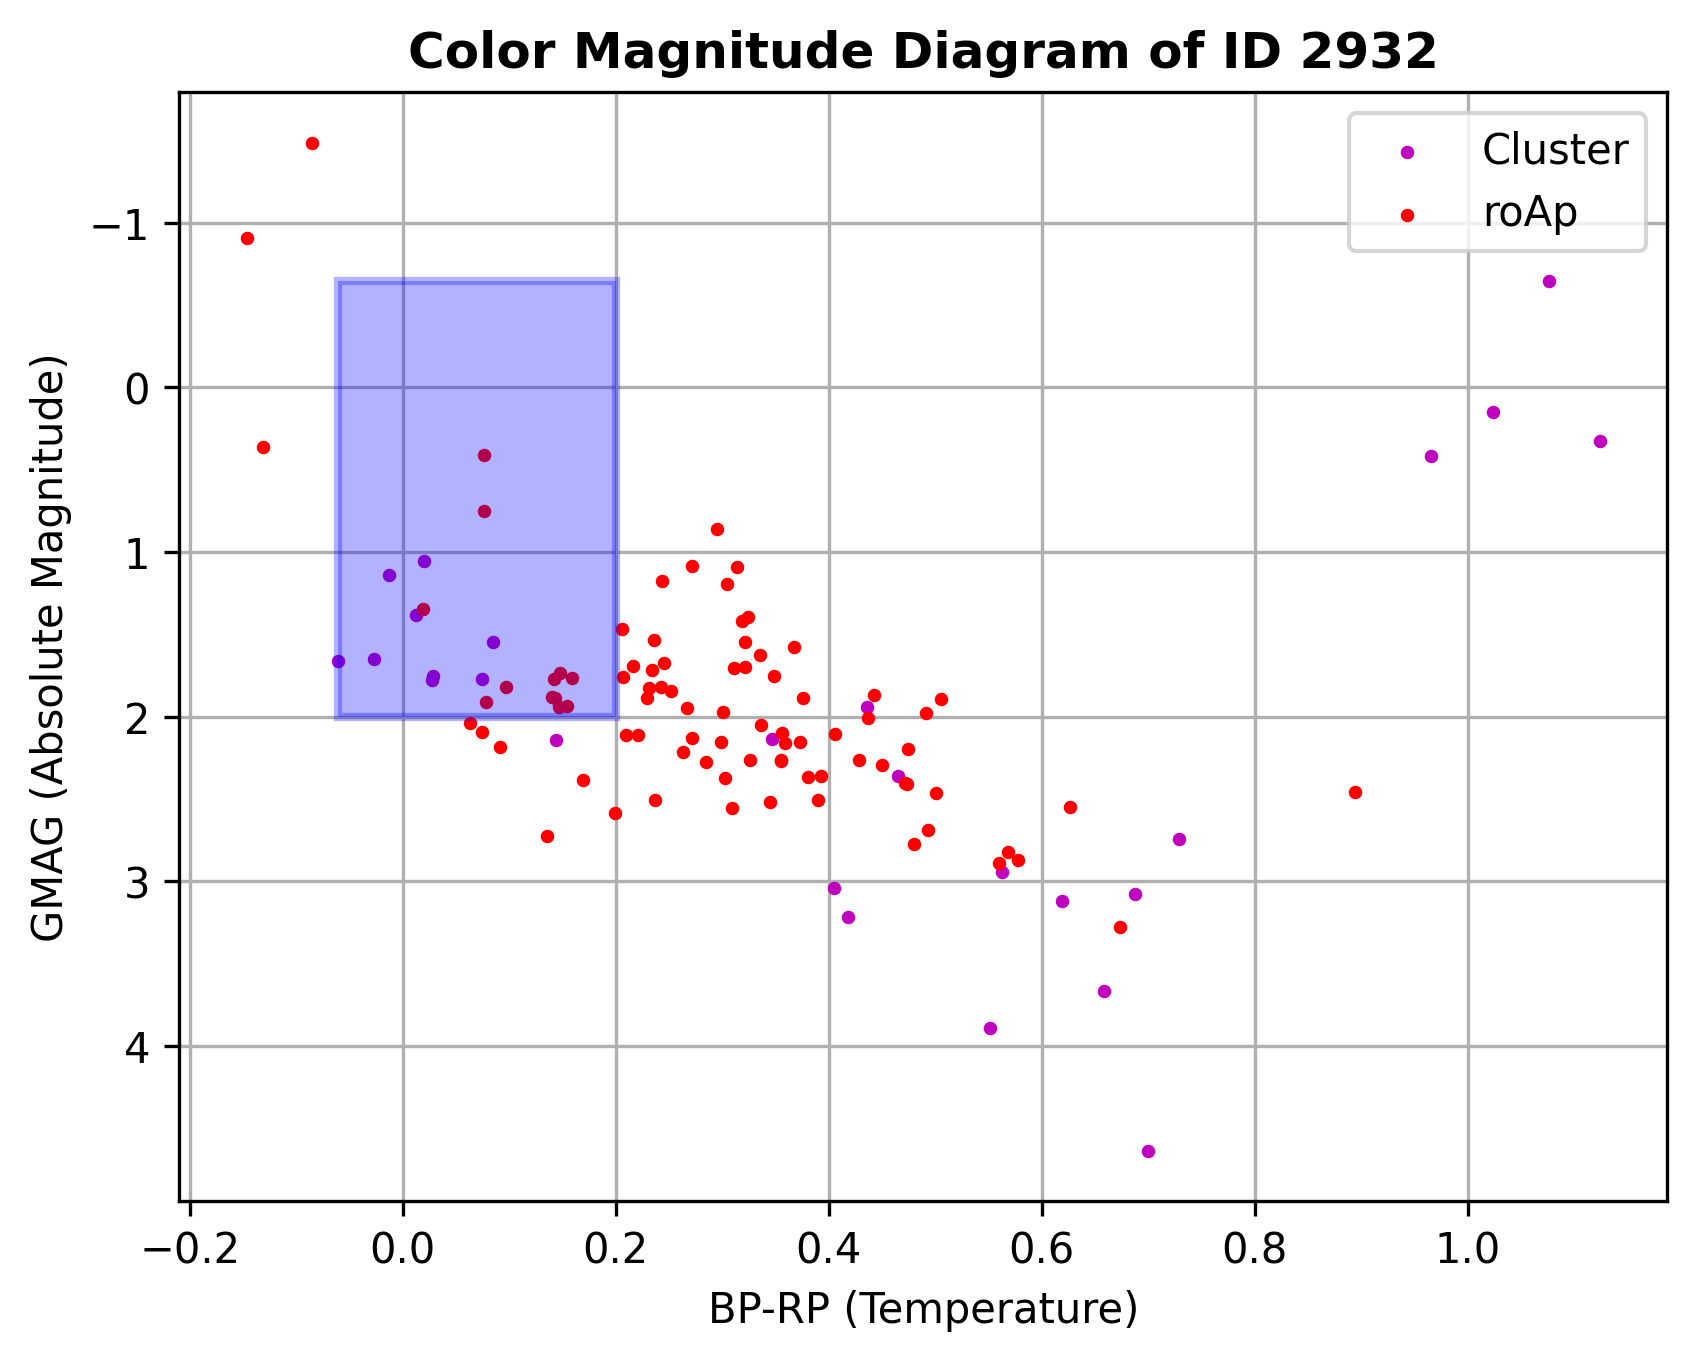 Color Magnitude Diagram of ID 2932
Cluster
roAp
−1
0
1
2
3
4
GMAG (Absolute Magnitude)
−0.2 0.0 0.2 0.4 0.6 0.8 1.0
BP-RP (Temperature)